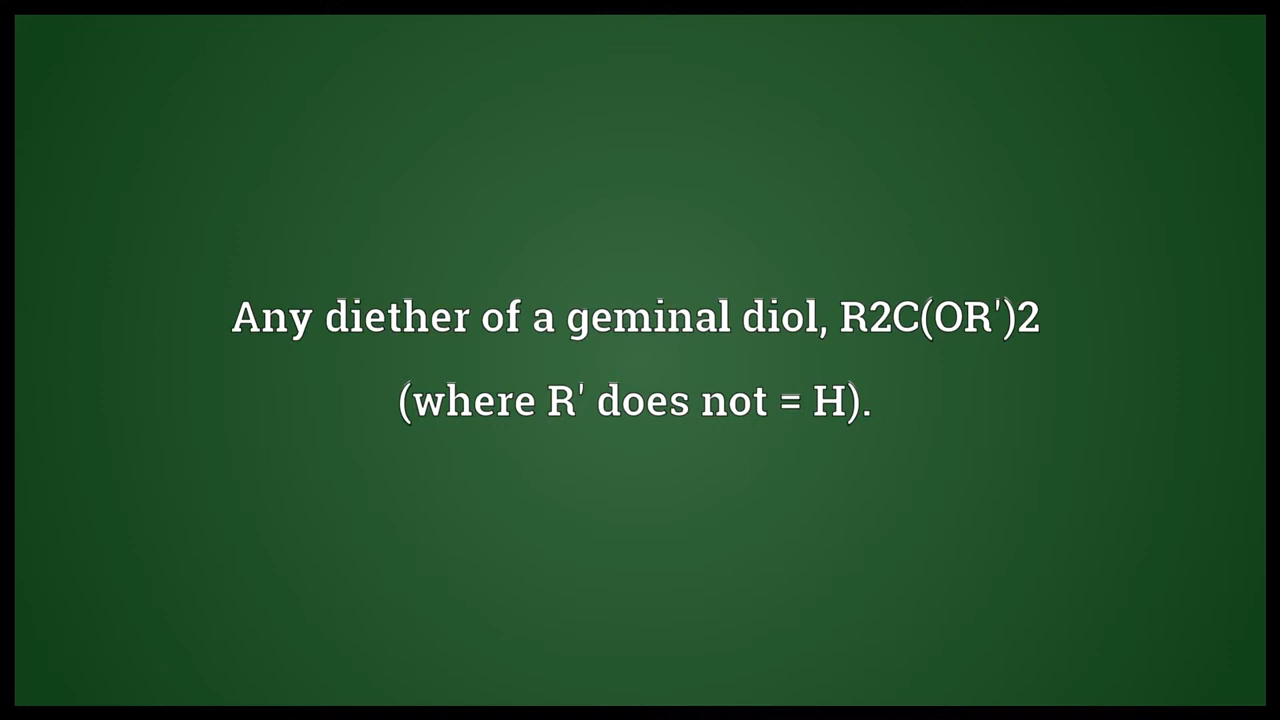 Any diether of a geminal diol, R2C(OR')2
(where R' does not = H).